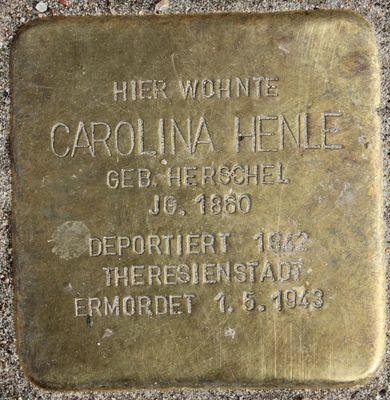 HIER WOHNTE
CAROLINA HENLE
GEB. HERSCHEL
JG. 1860
DEPORTIERT 1942
THERESIENSTADT
ERMORDET 1.5.1943